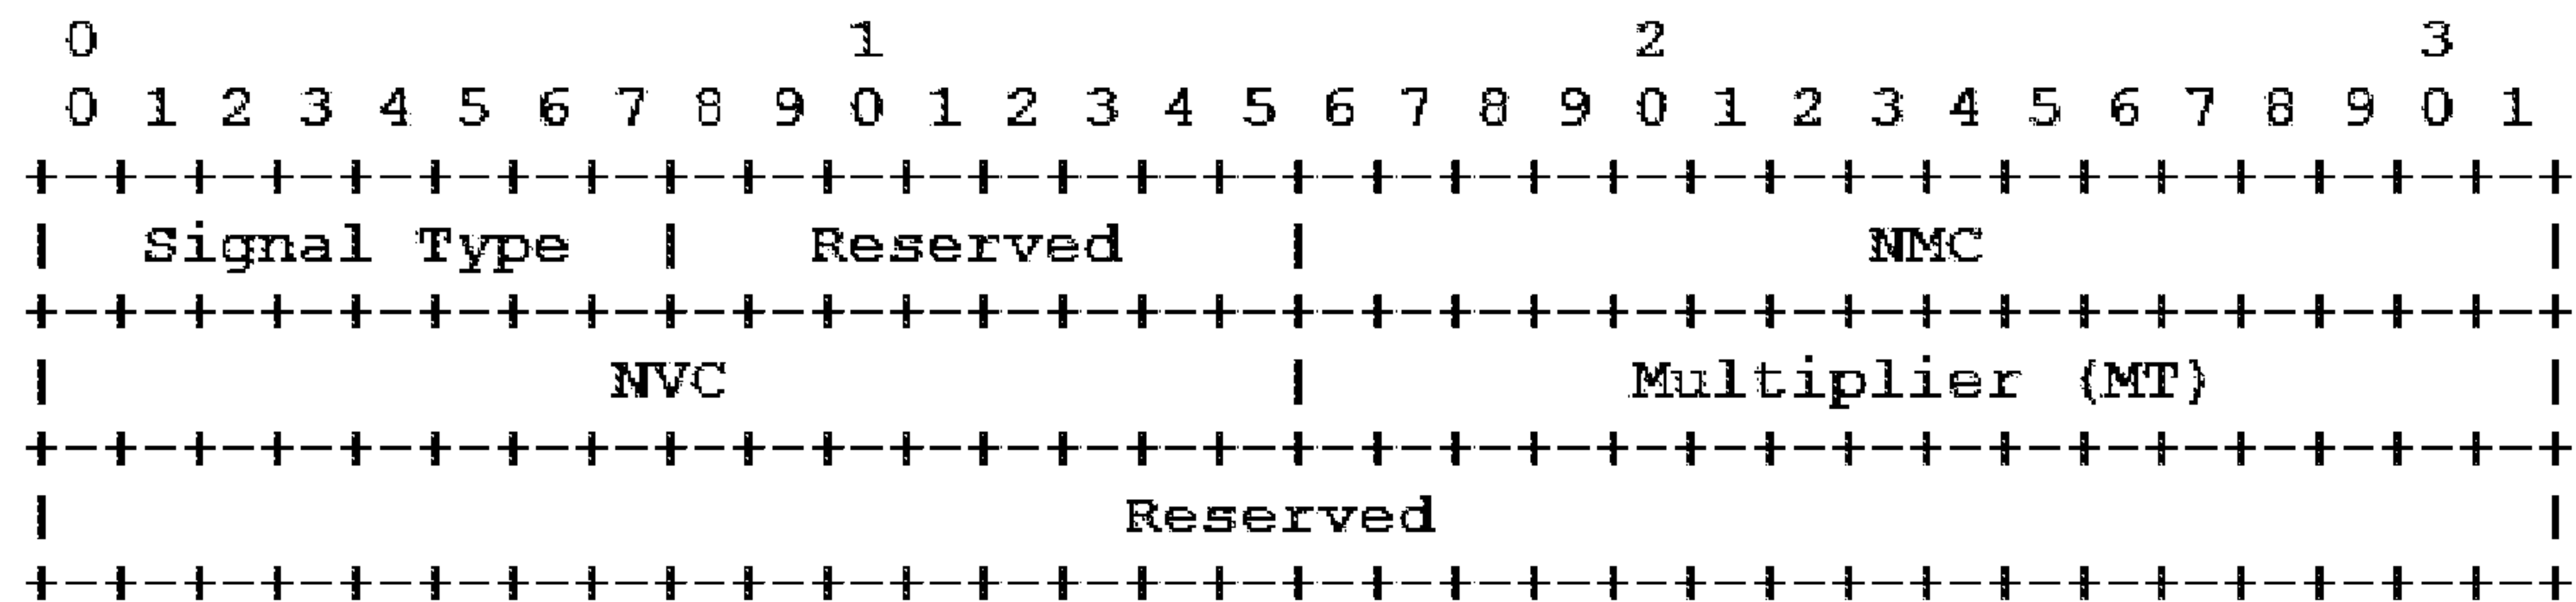 0                   1                   2                   3
 0 1 2 3 4 5 6 7 8 9 0 1 2 3 4 5 6 7 8 9 0 1 2 3 4 5 6 7 8 9 0 1
+-+-+-+-+-+-+-+-+-+-+-+-+-+-+-+-+-+-+-+-+-+-+-+-+-+-+-+-+-+-+-+-+
|  Signal Type  |   Reserved    |              NMC              |
+-+-+-+-+-+-+-+-+-+-+-+-+-+-+-+-+-+-+-+-+-+-+-+-+-+-+-+-+-+-+-+-+
|              NVC              |        Multiplier (MT)        |
+-+-+-+-+-+-+-+-+-+-+-+-+-+-+-+-+-+-+-+-+-+-+-+-+-+-+-+-+-+-+-+-+
|                           Reserved                            |
+-+-+-+-+-+-+-+-+-+-+-+-+-+-+-+-+-+-+-+-+-+-+-+-+-+-+-+-+-+-+-+-+